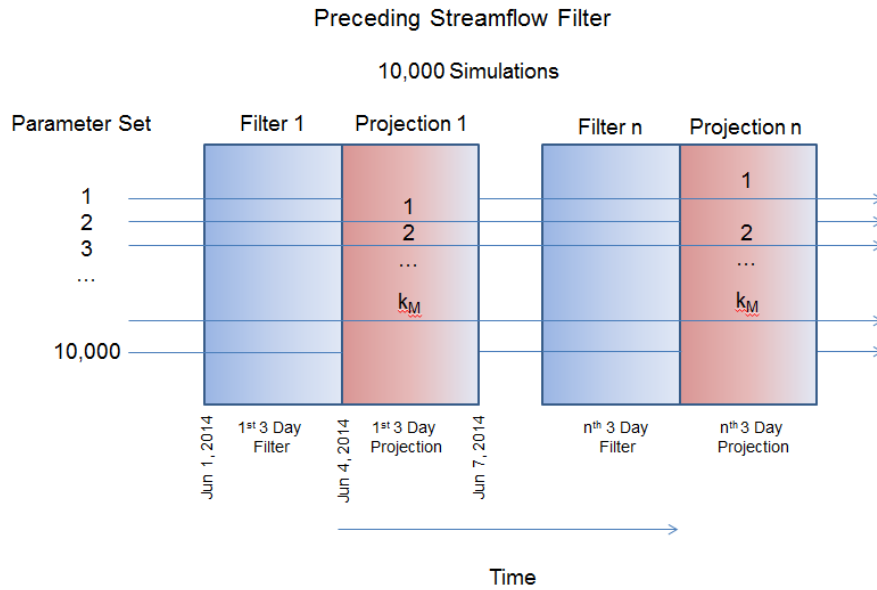 Preceding Streamflow Filter
10,000 Simulations
Parameter Set
Filter 1
Projection 1
Filter n
Projection n
1
2
3
...
10,000
1
2
...
kM
1
2
...
kM
Jun 1, 2014
1st 3 Day
Filter
Jun 4, 2014
1st 3 Day
Projection
Jun 7, 2014
nth 3 Day
Filter
nth 3 Day
Projection
Time